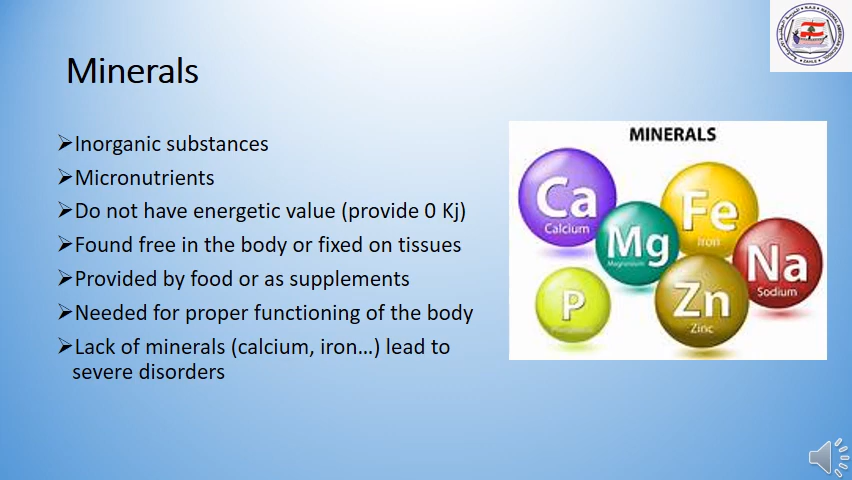 Minerals
➢Inorganic substances
➢Micronutrients
➢Do not have energetic value (provide 0 Kj)
➢Found free in the body or fixed on tissues
➢Provided by food or as supplements
➢Needed for proper functioning of the body
➢Lack of minerals (calcium, iron…) lead to
severe disorders
MINERALS
Ca
Calcium
Mg
Magnesium
Fe
Iron
Na
Sodium
P
Zn
Zinc